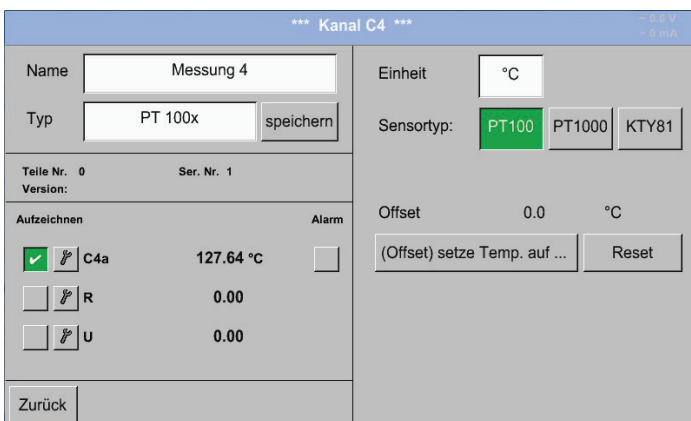 *** Kanal C4 ***
~ 0.0 V
~ 0 mA
Name Messung 4
Typ PT 100x speichern
Teile Nr. 0 Ser. Nr. 1
Version:
Aufzeichnen Alarm
C4a 127.64 °C
R 0.00
U 0.00
Zurück
Einheit °C
Sensortyp: PT100 PT1000 KTY81
Offset 0.0 °C
(Offset) setze Temp. auf ... Reset